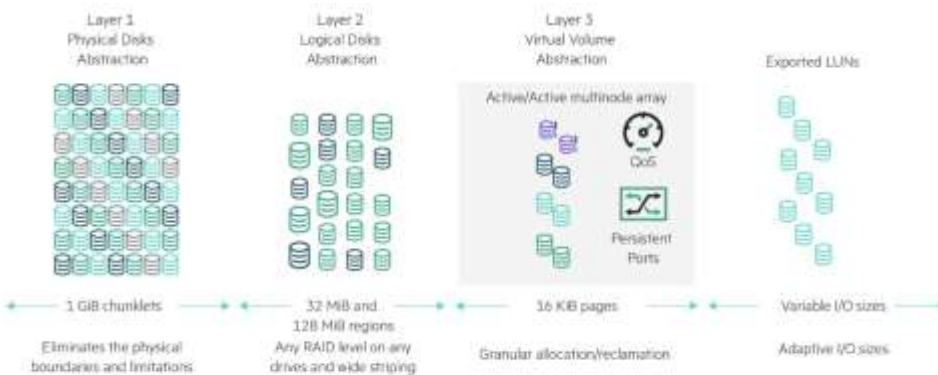 Layer 1
Physical Disks
Abstraction
Layer 2
Logical Disks
Abstraction
Layer 3
Virtual Volume
Abstraction
Exported LUNs
Active/Active multinode array
QoS
Persistent
Ports
1 GiB chunklets
32 MiB and
128 MiB regions
16 KiB pages
Variable I/O sizes
Eliminates the physical
boundaries and limitations
Any RAID level on any
drives and wide striping
Granular allocation/reclamation
Adaptive I/O sizes